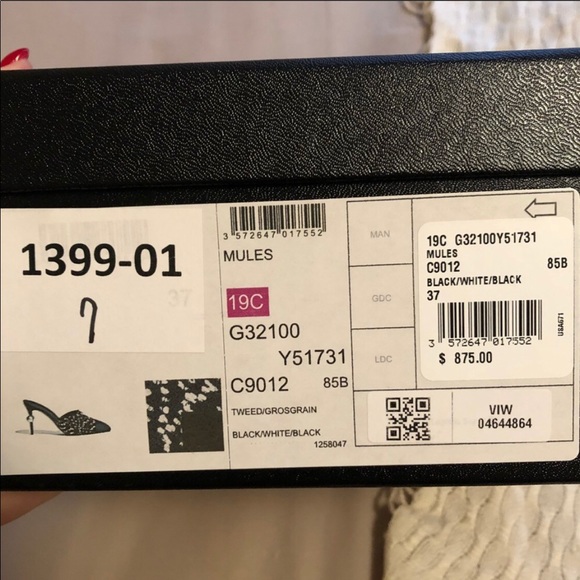 1399-01
7
37
3 572647 017552
MULES
19C
G32100
Y51731
C9012 85B
TWEED/GROSGRAIN
BLACK/WHITE/BLACK
1258047
MAN
GDC
LDC
19C G32100Y51731
MULES
C9012 85B
BLACK/WHITE/BLACK
37
3 572647 017552
USA671
$ 875.00
VIW
04644864